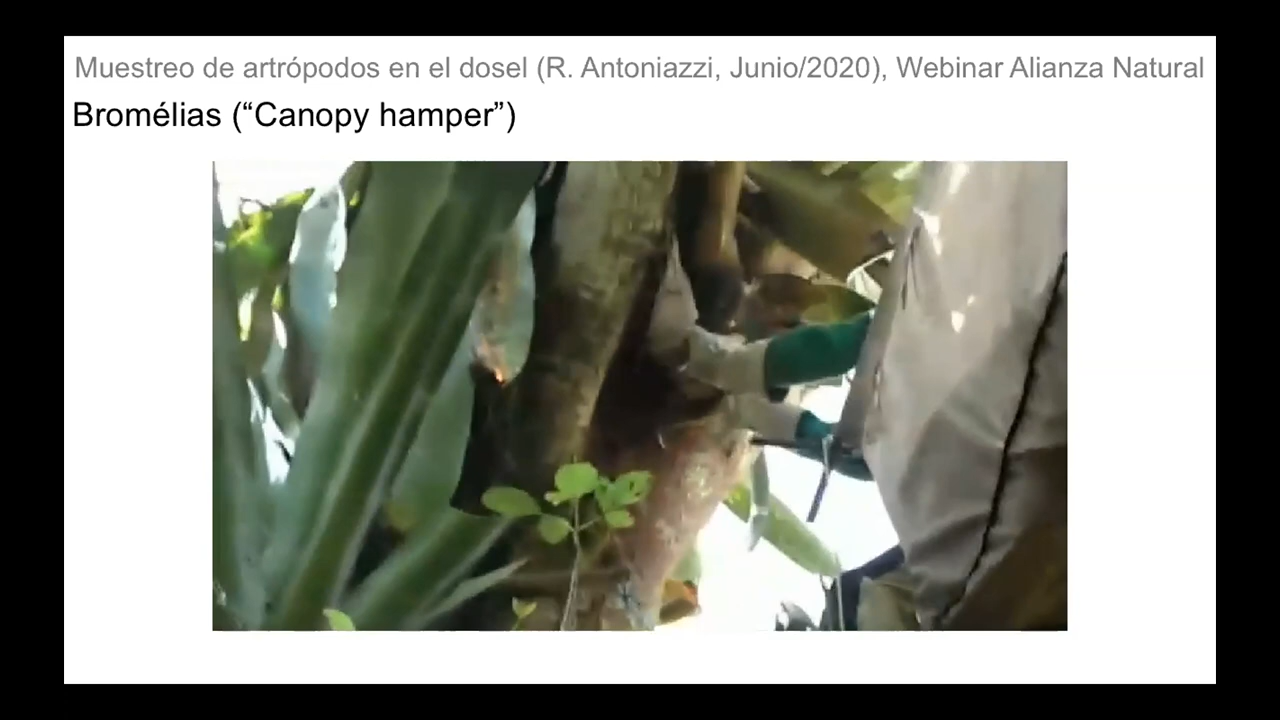 Muestreo de artrópodos en el dosel (R. Antoniazzi, Junio/2020), Webinar Alianza Natural
Bromélias (“Canopy hamper”)